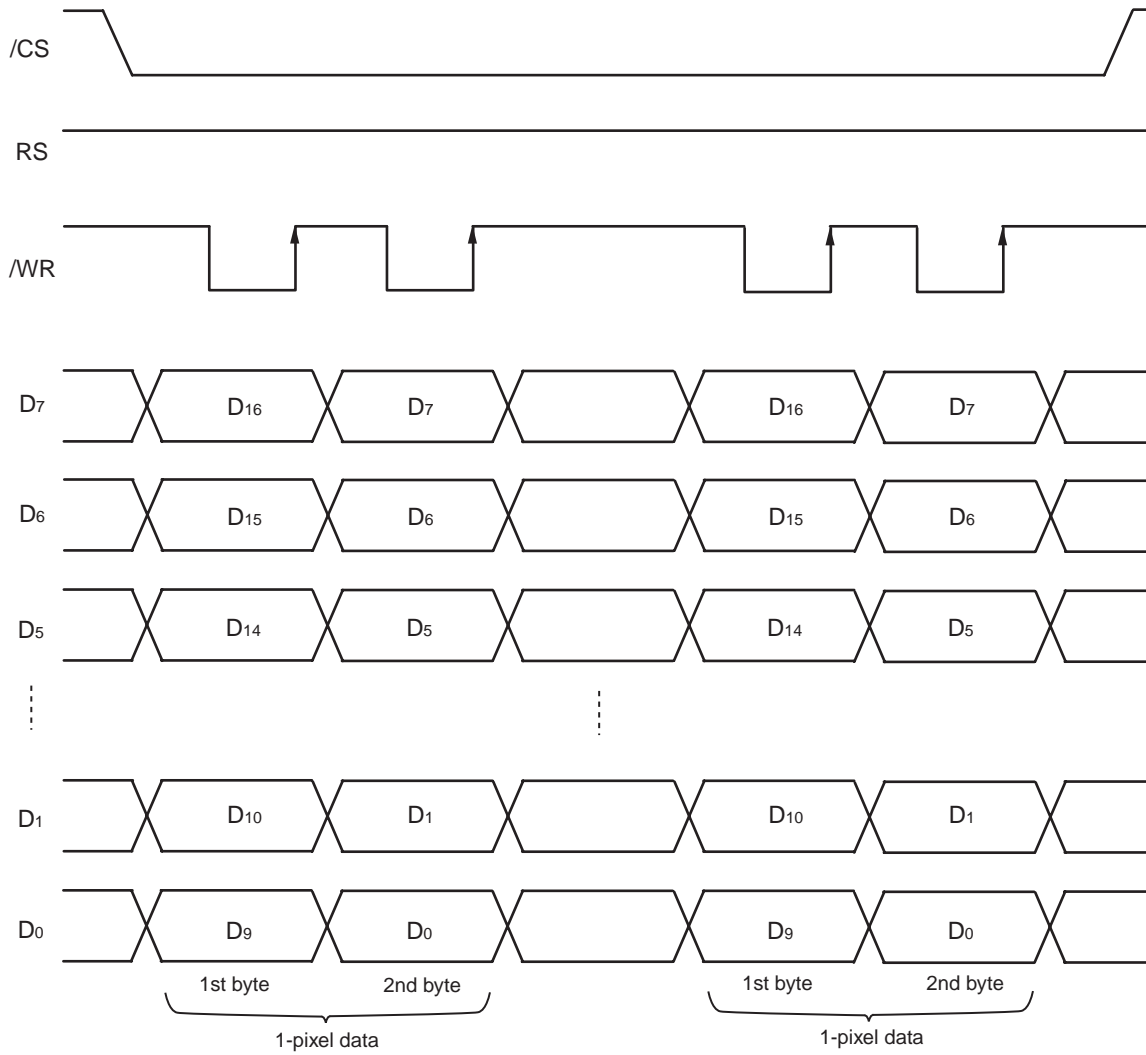 /CS
RS
/WR
D7 D16 D7 D16 D7
D6 D15 D6 D15 D6
D5 D14 D5 D14 D5
D1 D10 D1 D10 D1
D0 D9 D0 D9 D0
1st byte 2nd byte 1st byte 2nd byte
1-pixel data 1-pixel data